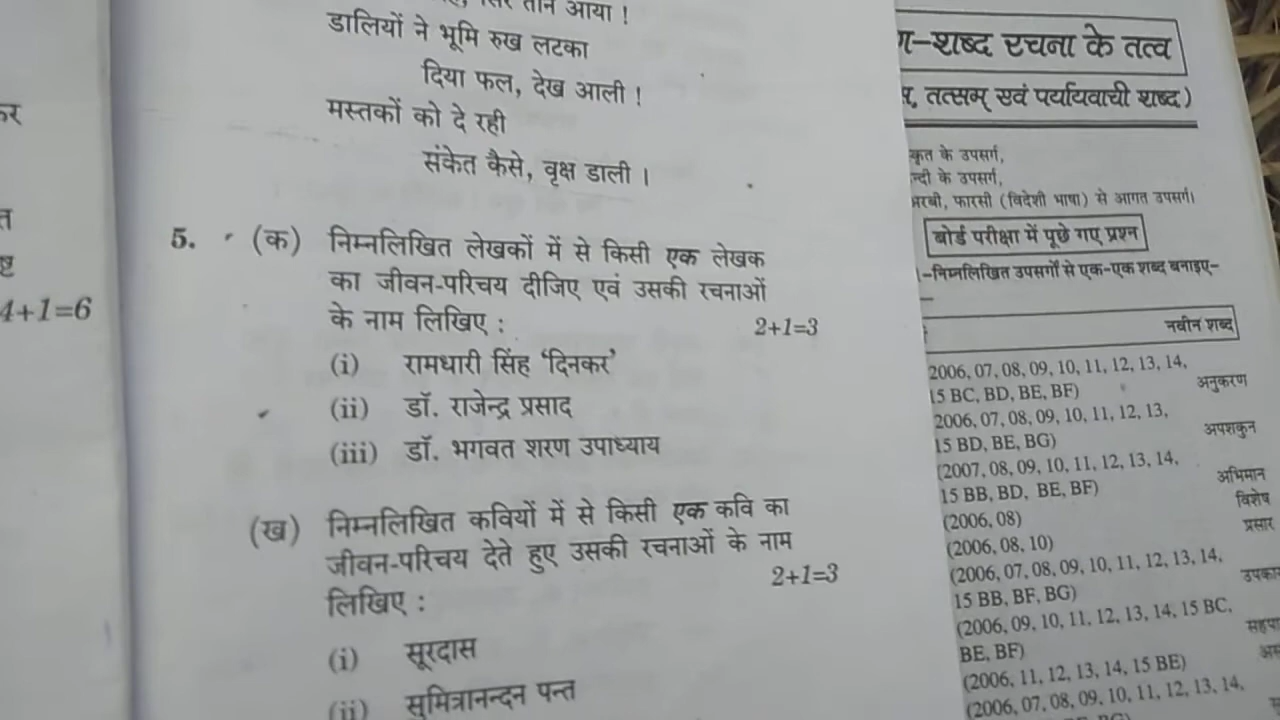 तान आया !
डालियों ने भूमि रुख लटका
दिया फल, देख आली !
मस्तकों को दे रही
संकेत कैसे, वृक्ष डाली ।
5. (क) निम्नलिखित लेखकों में से किसी एक लेखक
का जीवन-परिचय दीजिए एवं उसकी रचनाओं
के नाम लिखिए : 2+1=3
(i) रामधारी सिंह ‘दिनकर’
(ii) डॉ. राजेन्द्र प्रसाद
(iii) डॉ. भगवत शरण उपाध्याय
(ख) निम्नलिखित कवियों में से किसी एक कवि का
जीवन-परिचय देते हुए उसकी रचनाओं के नाम
लिखिए : 2+1=3
(i) सूरदास
(ii) सुमित्रानन्दन पन्त
4+1=6
-शब्द रचना के तत्व
तत्सम् एवं पर्यायवाची शब्द)
के उपसर्ग,
के उपसर्ग,
फारसी (विदेशी भाषा) से आगत उपसर्ग।
बोर्ड परीक्षा में पूछे गए प्रश्न
-निम्नलिखित उपसर्गों से एक-एक शब्द बनाइए-
नवीन शब्द
2006, 07, 08, 09, 10, 11, 12, 13, 14, अनुकरण
15 BC, BD, BE, BF)
2006, 07, 08, 09, 10, 11, 12, 13, अपशकुन
15 BD, BE, BG)
(2007, 08, 09, 10, 11, 12, 13, 14, अभिमान
15 BB, BD, BE, BF) विशेष
(2006, 08) प्रसार
(2006, 08, 10)
(2006, 07, 08, 09, 10, 11, 12, 13, 14,
15 BB, BF, BG)
(2006, 09, 10, 11, 12, 13, 14, 15 BC,
BE, BF)
(2006, 11, 12, 13, 14, 15 BE)
(2006, 07, 08, 09, 10, 11, 12, 13, 14,